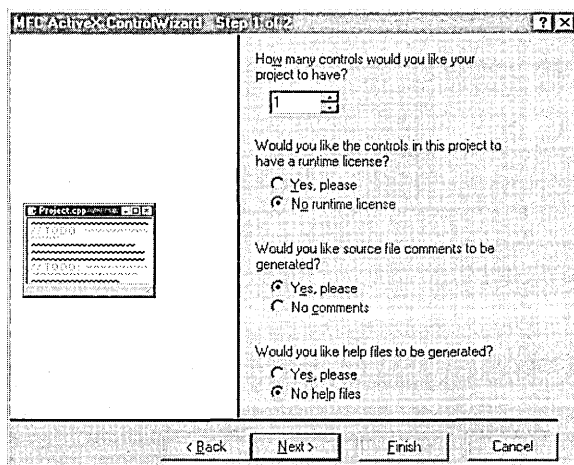 MFC ActiveX ControlWizard - Step 1 of 2
How many controls would you like your
project to have?
1
Would you like the controls in this project to
have a runtime license?
Yes, please
No runtime license
Project.cpp
//TODO
//TODO:
Would you like source file comments to be
generated?
Yes, please
No comments
Would you like help files to be generated?
Yes, please
No help files
< Back
Next >
Finish
Cancel